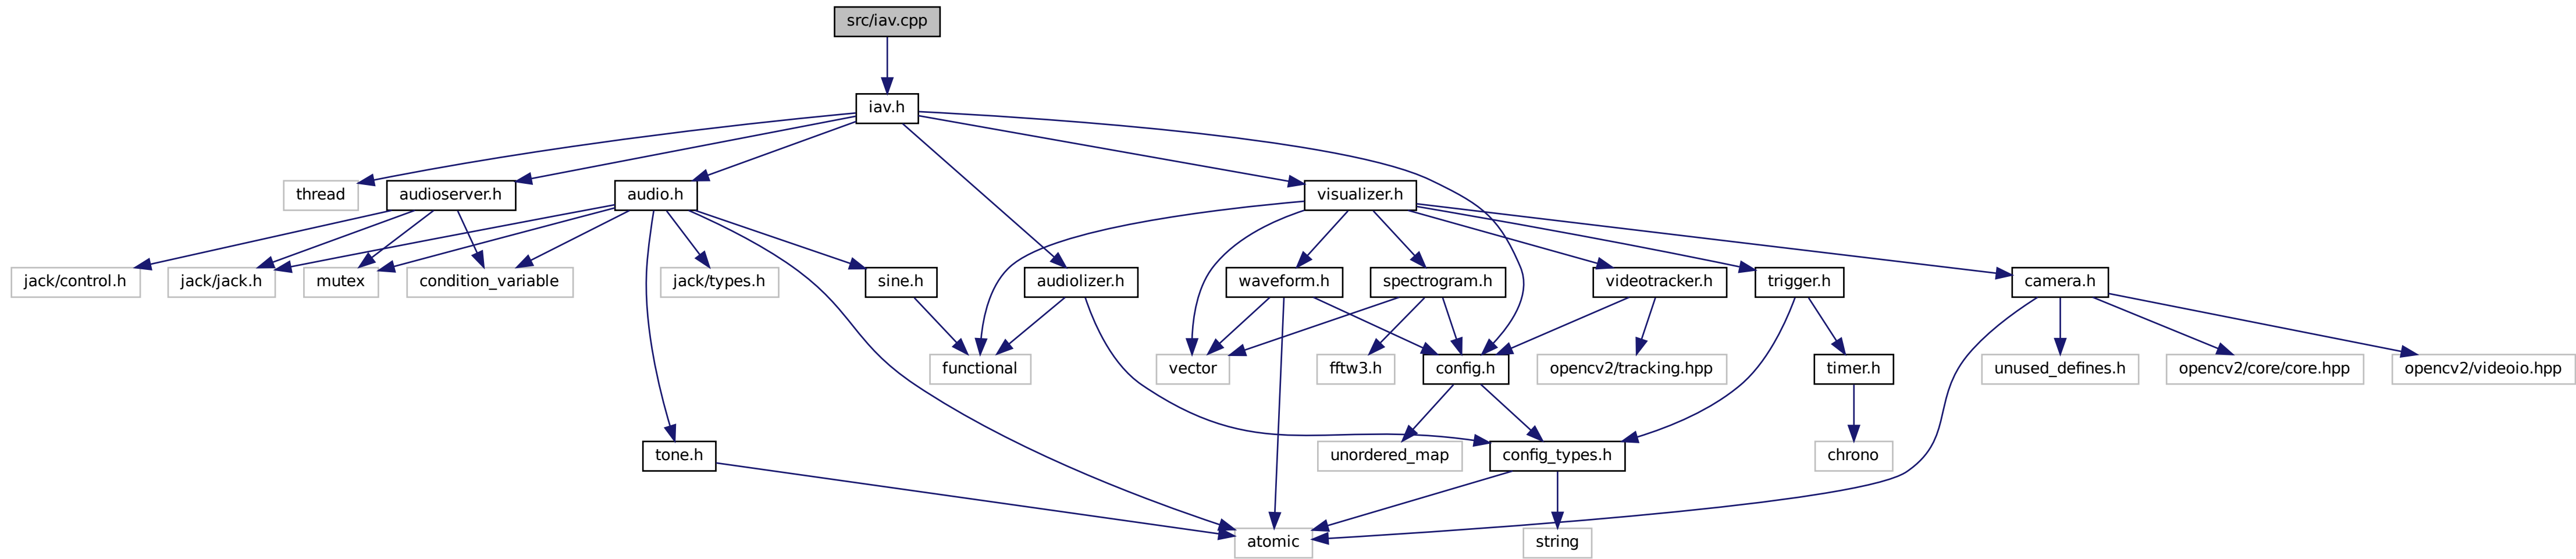 src/iav.cpp
iav.h
thread
audioserver.h
audio.h
visualizer.h
jack/control.h
jack/jack.h
mutex
condition_variable
jack/types.h
sine.h
audiolizer.h
waveform.h
spectrogram.h
videotracker.h
trigger.h
camera.h
functional
vector
fftw3.h
config.h
opencv2/tracking.hpp
timer.h
unused_defines.h
opencv2/core/core.hpp
opencv2/videoio.hpp
tone.h
unordered_map
config_types.h
chrono
atomic
string